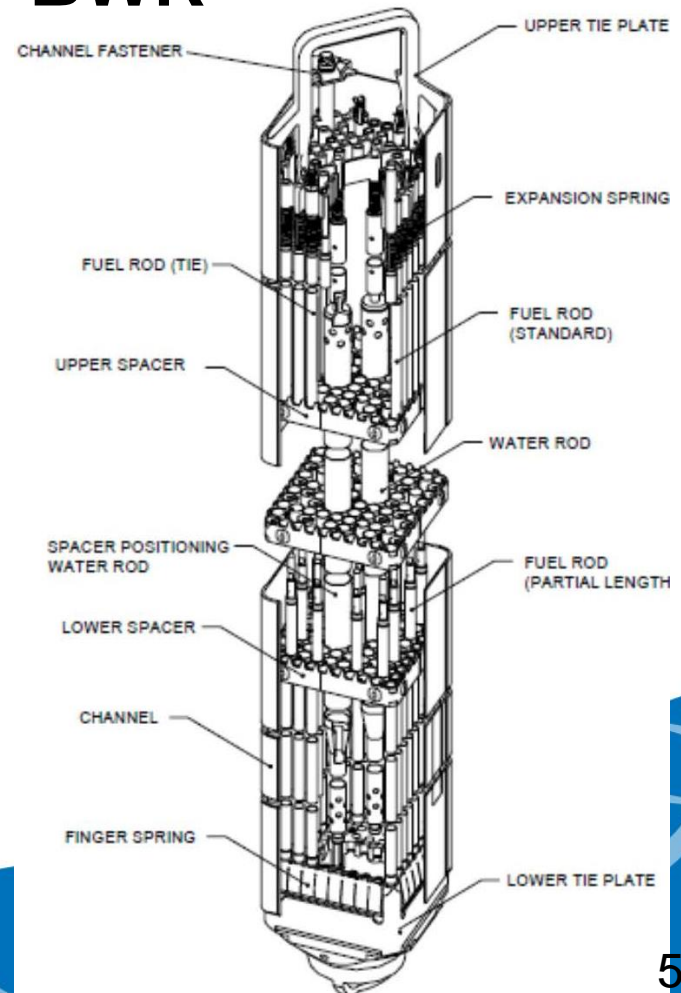 BWR
CHANNEL FASTENER
UPPER TIE PLATE
EXPANSION SPRING
FUEL ROD (TIE)
FUEL ROD
(STANDARD)
UPPER SPACER
WATER ROD
SPACER POSITIONING
WATER ROD
FUEL ROD
(PARTIAL LENGTH
LOWER SPACER
CHANNEL
FINGER SPRING
LOWER TIE PLATE
5